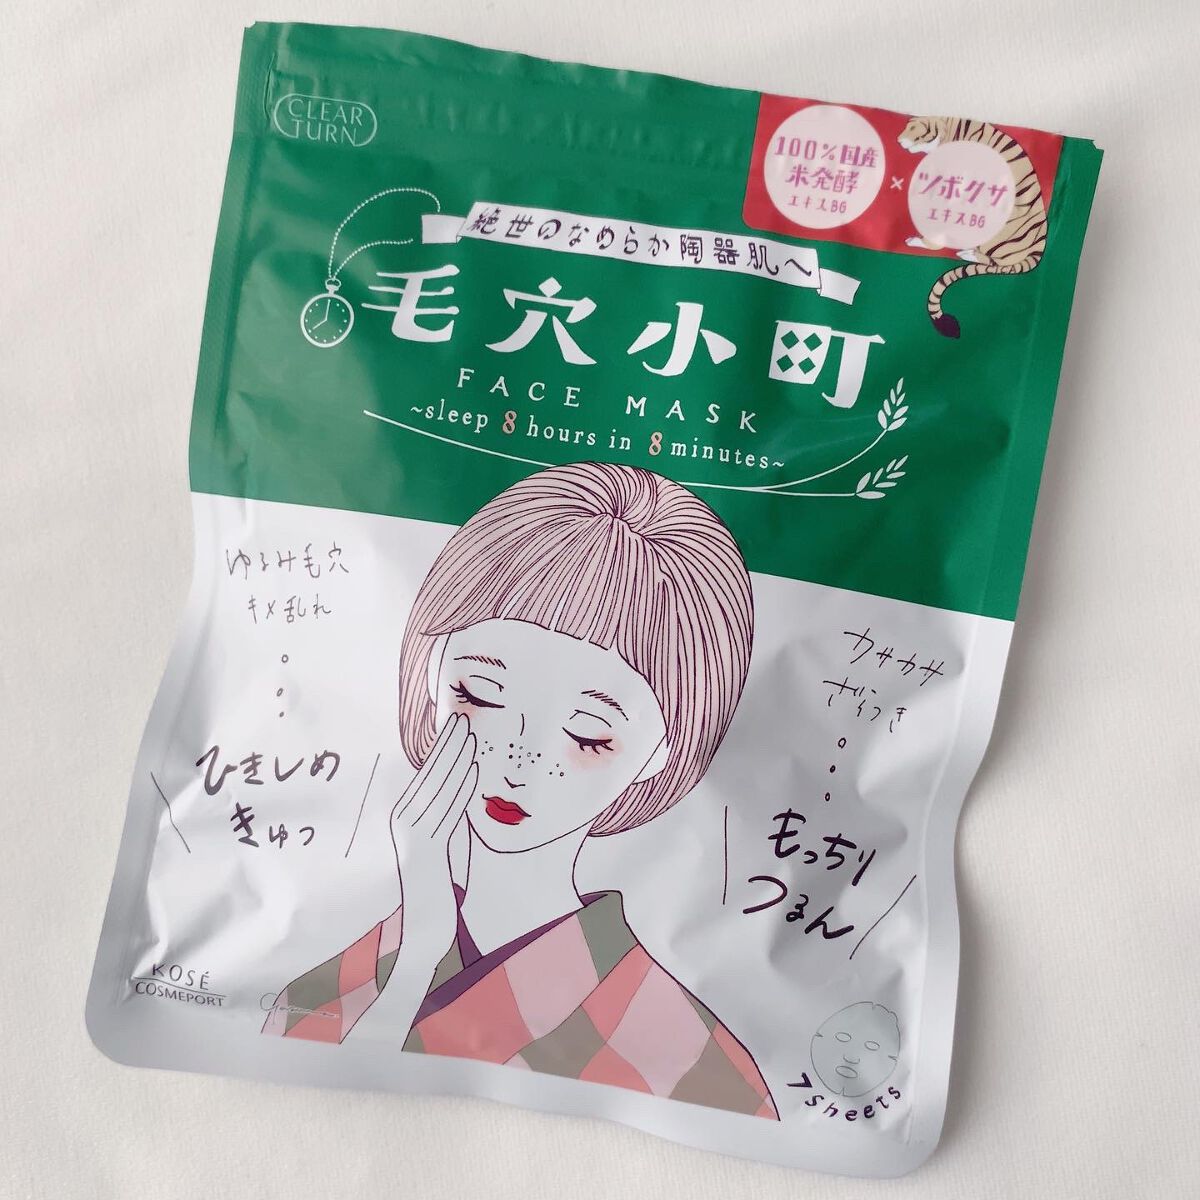 CLEAR
TURN
100%国産
米発酵
エキスBG
×
ツボクサ
エキスBG
絶世のなめらか陶器肌へ
毛穴小町
FACE MASK
~sleep 8 hours in 8 minutes~
ゆるみ毛穴
キメ乱れ
ひきしめ
きゅっ
カサカサ
ざらつき
もっちり
つるん
KOSÉ
COSMEPORT
7 sheets